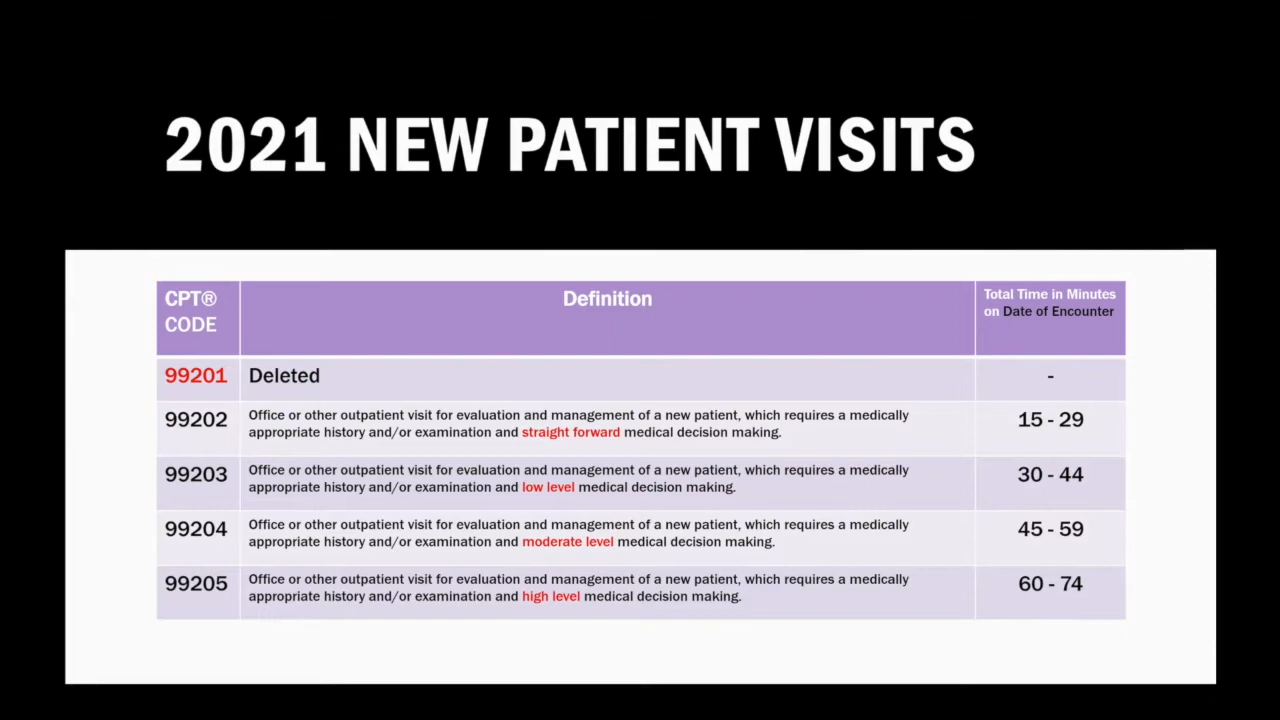 2021 NEW PATIENT VISITS
CPT®
CODE
Definition
Total Time in Minutes
on Date of Encounter
99201
Deleted
-
99202
Office or other outpatient visit for evaluation and management of a new patient, which requires a medically
appropriate history and/or examination and straight forward medical decision making.
15 - 29
99203
Office or other outpatient visit for evaluation and management of a new patient, which requires a medically
appropriate history and/or examination and low level medical decision making.
30 - 44
99204
Office or other outpatient visit for evaluation and management of a new patient, which requires a medically
appropriate history and/or examination and moderate level medical decision making.
45 - 59
99205
Office or other outpatient visit for evaluation and management of a new patient, which requires a medically
appropriate history and/or examination and high level medical decision making.
60 - 74